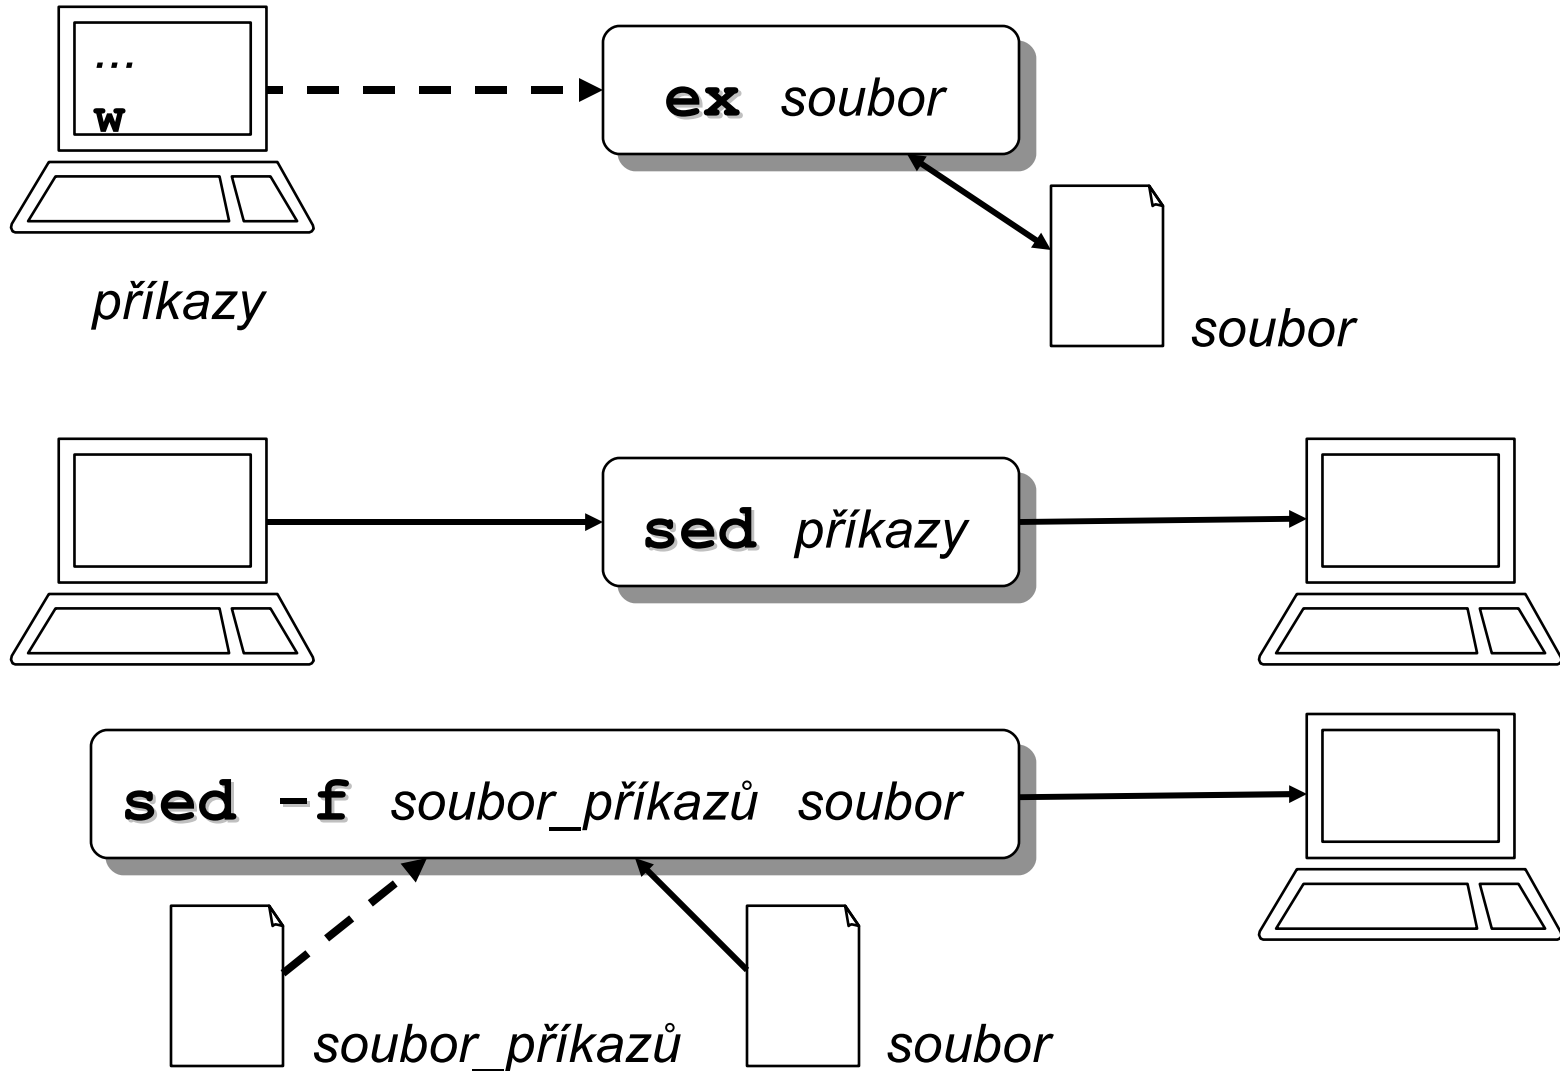 ...
w
ex soubor
příkazy
soubor
sed příkazy
sed -f soubor_příkazů soubor
soubor_příkazů
soubor